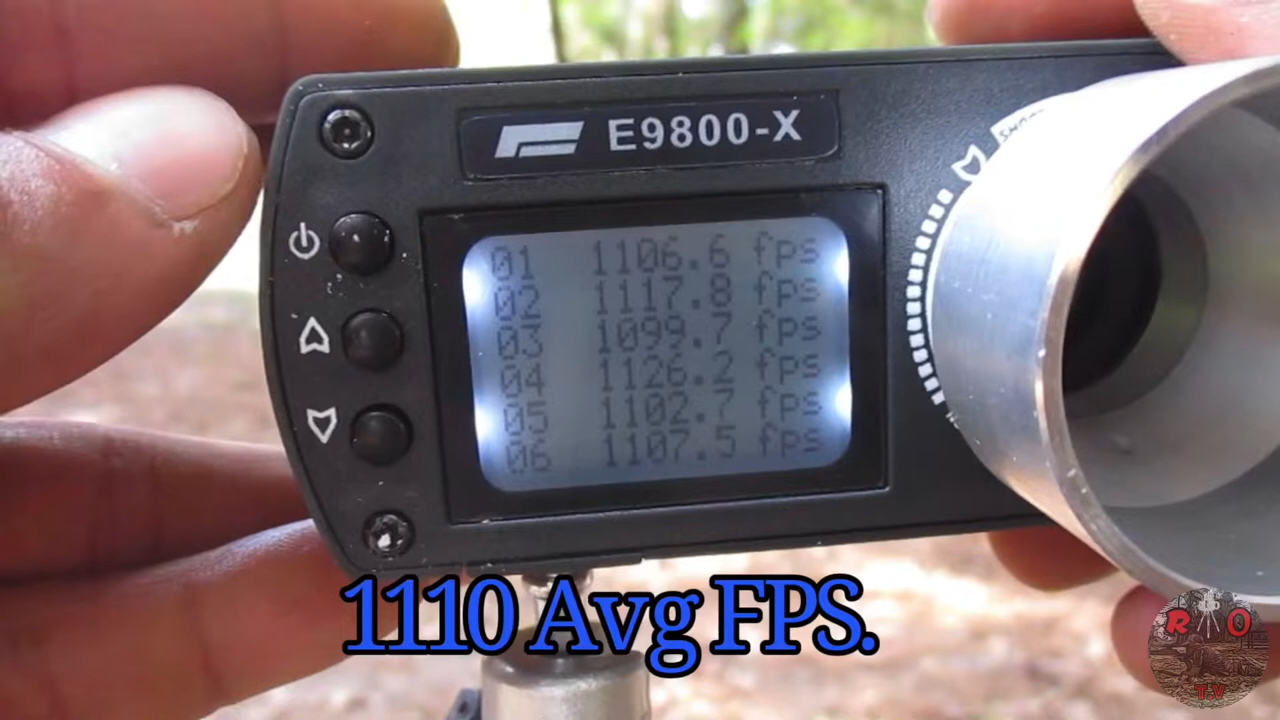 E9800-X
01 1106.6 fps
02 1117.8 fps
03 1099.7 fps
04 1126.2 fps
05 1102.7 fps
06 1107.5 fps
1110 Avg FPS.
R O
T.V